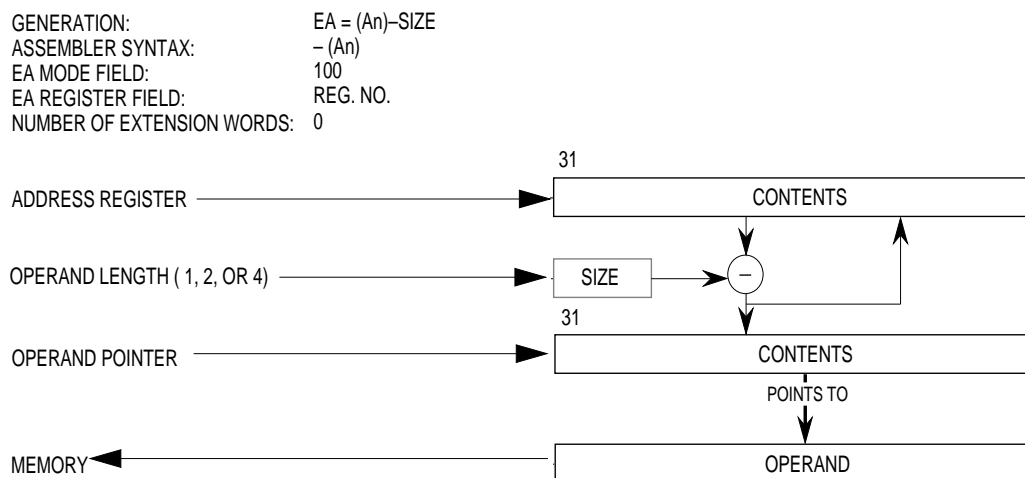 GENERATION: EA = (An)–SIZE
ASSEMBLER SYNTAX: – (An)
EA MODE FIELD: 100
EA REGISTER FIELD: REG. NO.
NUMBER OF EXTENSION WORDS: 0
31
ADDRESS REGISTER CONTENTS
OPERAND LENGTH ( 1, 2, OR 4) SIZE –
31
OPERAND POINTER CONTENTS
POINTS TO
MEMORY OPERAND